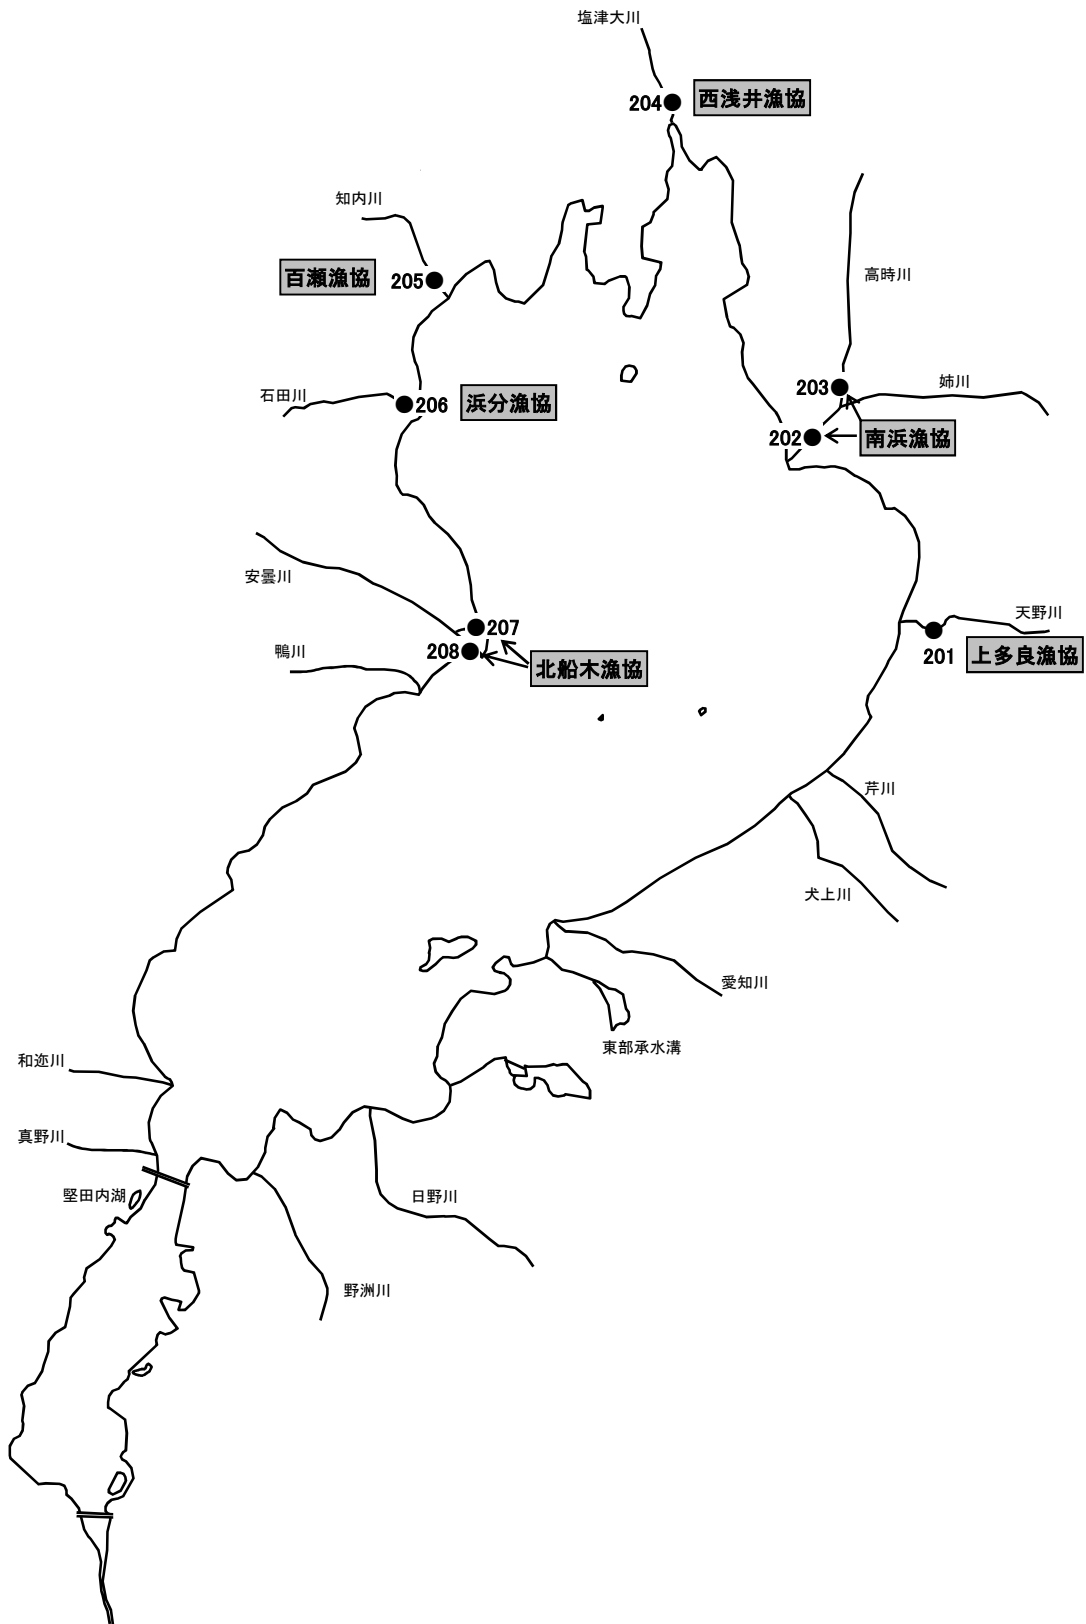 塩津大川
204
西浅井漁協
知内川
百瀬漁協
205
高時川
石田川
206
浜分漁協
203
姉川
202
南浜漁協
安曇川
207
天野川
鴨川
208
北船木漁協
201
上多良漁協
芹川
犬上川
愛知川
東部承水溝
和迩川
真野川
堅田内湖
日野川
野洲川